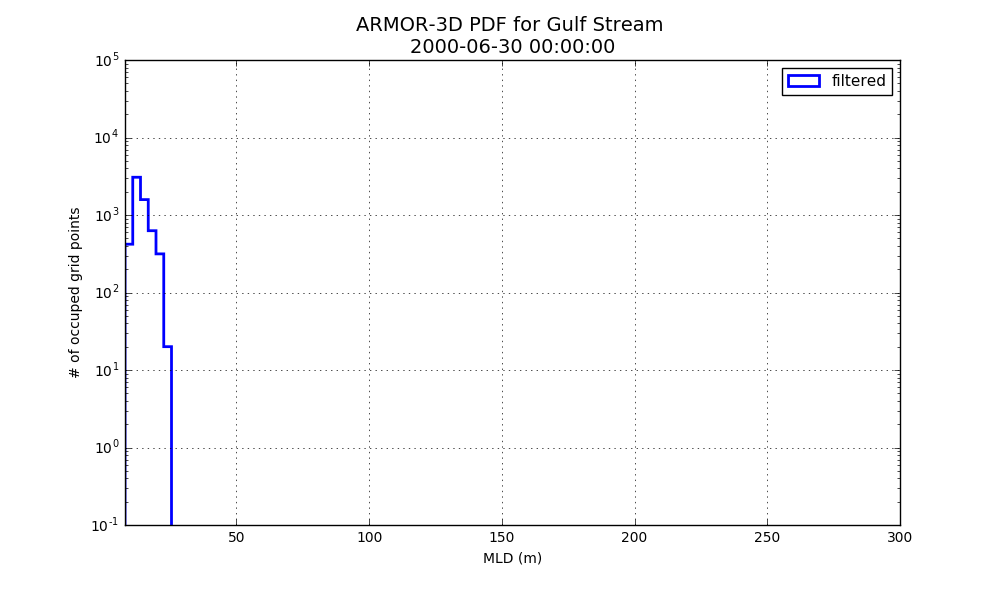 ARMOR-3D PDF for Gulf Stream
2000-06-30 00:00:00
filtered
10^5
10^4
10^3
10^2
10^1
10^0
10^-1
# of occuped grid points
50 100 150 200 250 300
MLD (m)